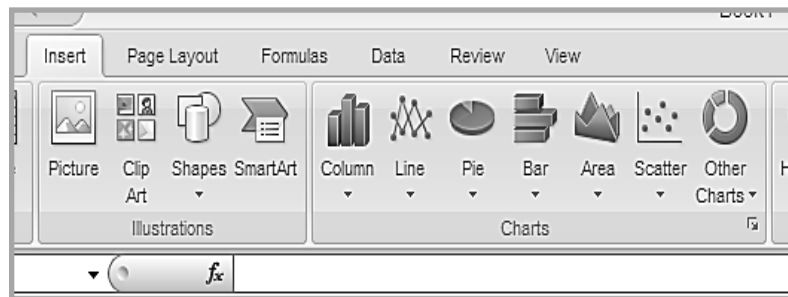 Insert Page Layout Formulas Data Review View
Picture Clip Art Shapes SmartArt Column Line Pie Bar Area Scatter Other Charts
Illustrations Charts
fx